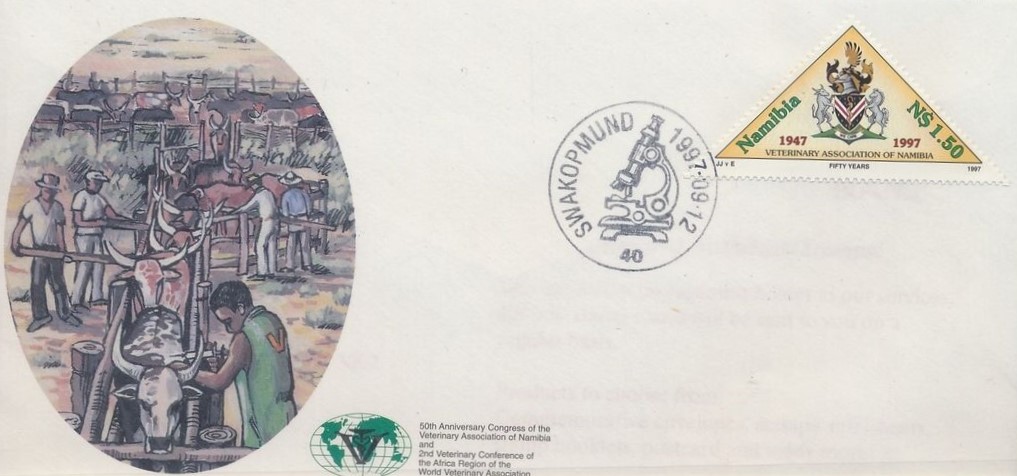 SWAKOPMUND 1997·09·12
40
Namibia
N$ 1.50
1947 1997
VETERINARY ASSOCIATION OF NAMIBIA
JJ v E FIFTY YEARS 1997
V
50th Anniversary Congress of the
Veterinary Association of Namibia
and
2nd Veterinary Conference of
the Africa Region of the
World Veterinary Association